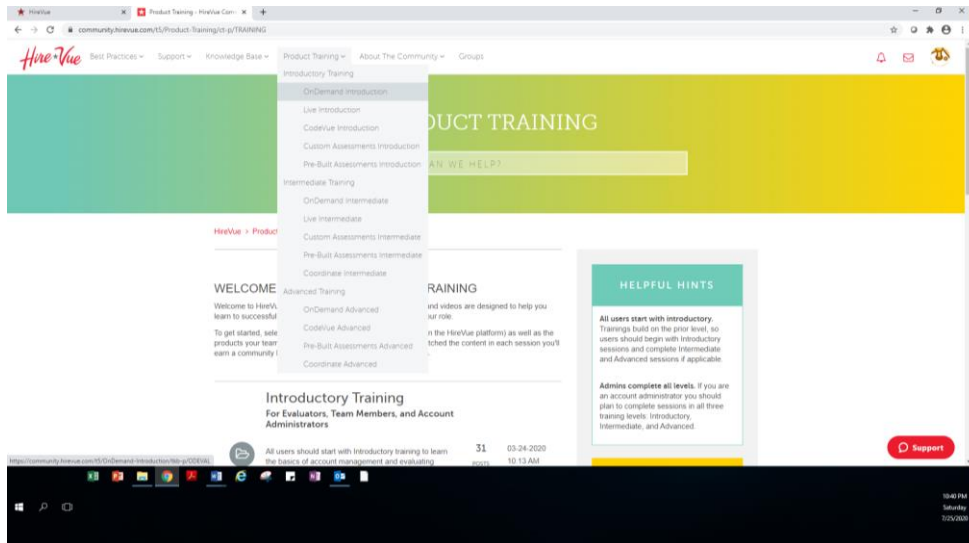 HireVue
Product Training - HireVue Com
community.hirevue.com/t5/Product-Training/ct-p/TRAINING
Hire Vue Best Practices Support Knowledge Base Product Training About The Community Groups
Introductory Training
OnDemand Introduction
Live Introduction
CodeVue Introduction
Custom Assessments Introduction
Pre-Built Assessments Introduction
Intermediate Training
OnDemand Intermediate
Live Intermediate
Custom Assessments Intermediate
Pre-Built Assessments Intermediate
Coordinate Intermediate
Advanced Training
OnDemand Advanced
CodeVue Advanced
Pre-Built Assessments Advanced
Coordinate Advanced
DUCT TRAINING
AN WE HELP?
HireVue > Produc
WELCOME RAINING
Welcome to HireV and videos are designed to help you
learn to successful our role.
To get started, sele n the HireVue platform) as well as the
products your team tched the content in each session you'll
earn a community
Introductory Training
For Evaluators, Team Members, and Account
Administrators
All users should start with Introductory training to learn
the basics of account management and evaluating
31
POSTS
03-24-2020
10:13 AM
HELPFUL HINTS
All users start with introductory.
Trainings build on the prior level, so
users should begin with Introductory
sessions and complete Intermediate
and Advanced sessions if applicable.
Admins complete all levels. If you are
an account administrator you should
plan to complete sessions in all three
training levels: Introductory,
Intermediate, and Advanced.
Support
https://community.hirevue.com/t5/OnDemand-Introduction/tkb-p/ODEVAL
10:40 PM
Saturday
7/25/2020